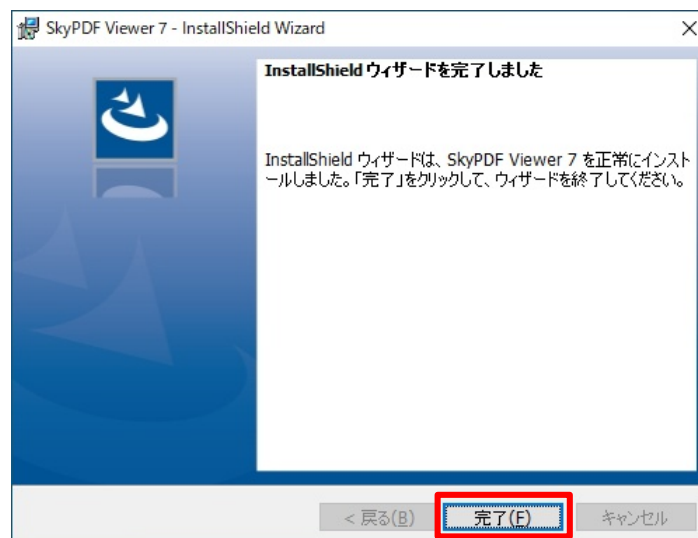 SkyPDF Viewer 7 - InstallShield Wizard
InstallShield ウィザードを完了しました
InstallShield ウィザードは、SkyPDF Viewer 7 を正常にインスト
ールしました。「完了」をクリックして、ウィザードを終了してください。
< 戻る(B)
完了(F)
キャンセル